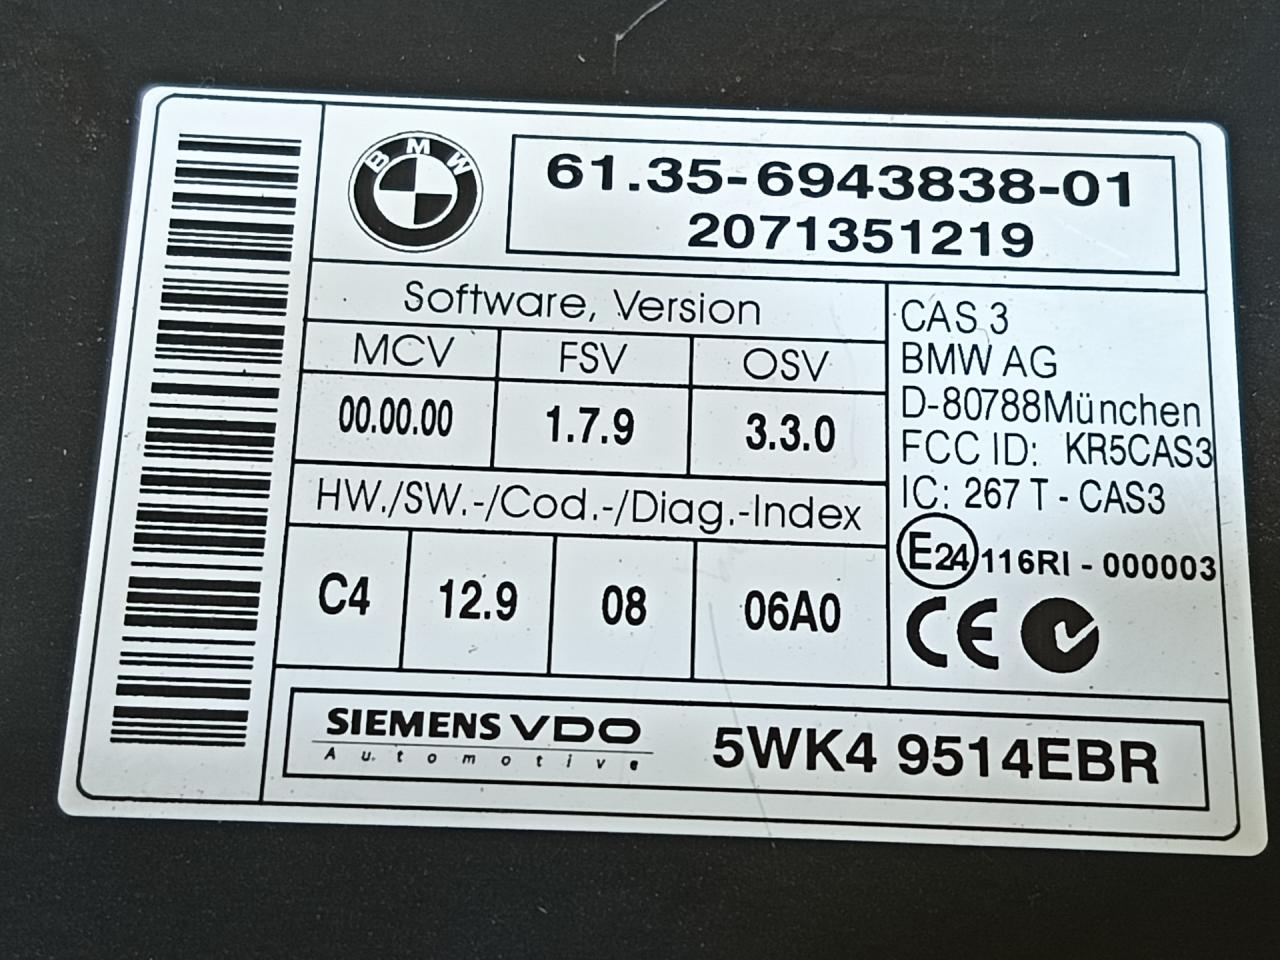 BMW
61.35-6943838-01
2071351219
Software, Version
MCV FSV OSV
00.00.00 1.7.9 3.3.0
HW./SW.-/Cod.-/Diag.-Index
C4 12.9 08 06A0
CAS 3
BMW AG
D-80788München
FCC ID: KR5CAS3
IC: 267 T - CAS3
E24 116RI - 000003
CE
SIEMENS VDO
Automotive
5WK4 9514EBR